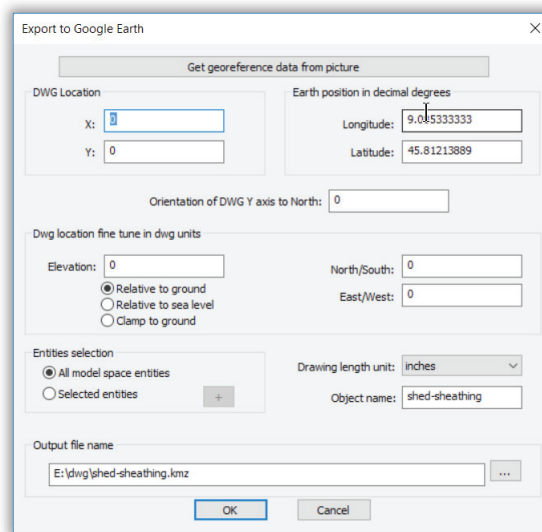 Export to Google Earth
Get georeference data from picture
DWG Location
X: 0
Y: 0
Earth position in decimal degrees
Longitude:
Latitude: 45.81213889
Orientation of DWG Y axis to North: 0
Dwg location fine tune in dwg units
Elevation: 0
Relative to ground
Relative to sea level
Clamp to ground
North/South: 0
East/West: 0
Entities selection
All model space entities
Selected entities
+
Drawing length unit: inches
Object name: shed-sheathing
Output file name
E:\dwg\shed-sheathing.kmz
...
OK Cancel